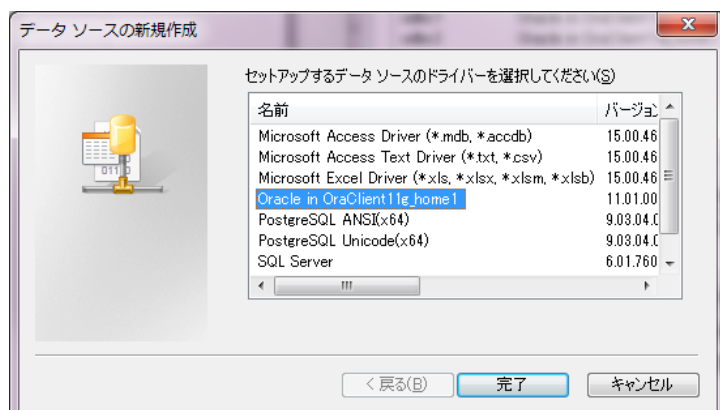 データ ソースの新規作成
セットアップするデータ ソースのドライバーを選択してください(S)
名前 バージョン
Microsoft Access Driver (*.mdb, *.accdb) 15.00.46
Microsoft Access Text Driver (*.txt, *.csv) 15.00.46
Microsoft Excel Driver (*.xls, *.xlsx, *.xlsm, *.xlsb) 15.00.46
Oracle in OraClient11g_home1 11.01.00
PostgreSQL ANSI(x64) 9.03.04.0
PostgreSQL Unicode(x64) 9.03.04.0
SQL Server 6.01.760
< 戻る(B) 完了 キャンセル